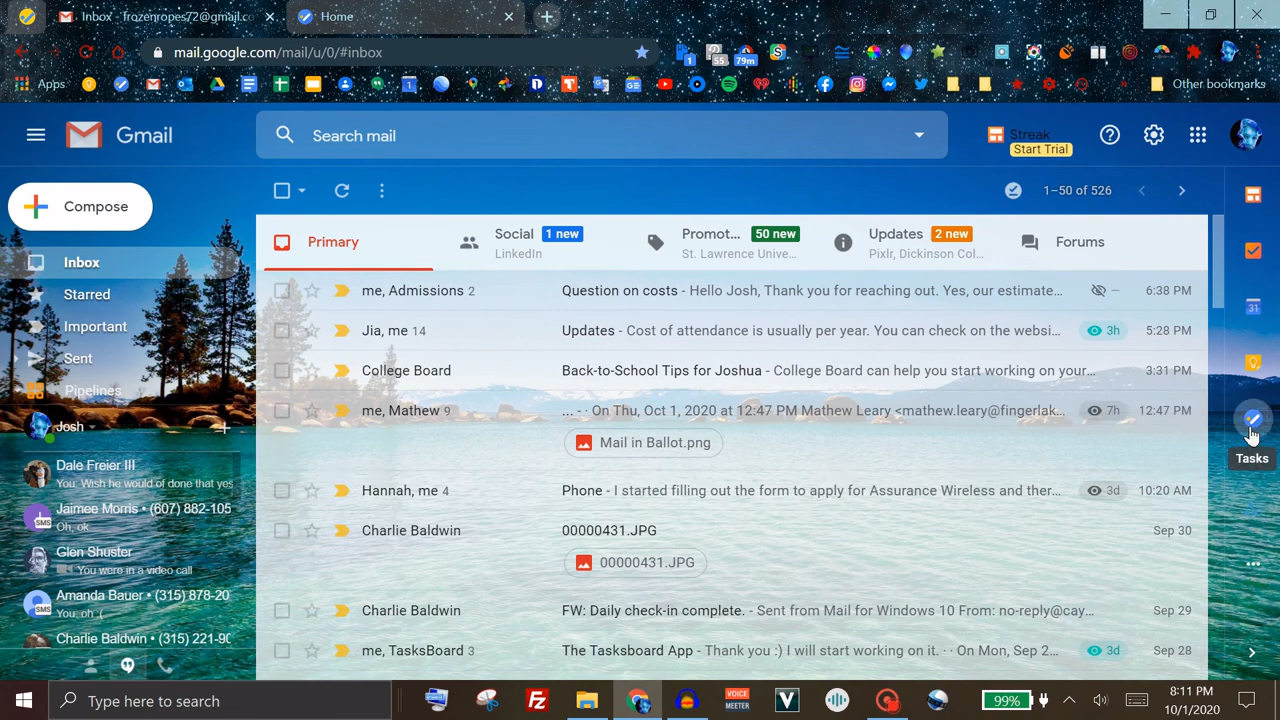 Inbox - frozenropes72@gmail.co
Home
mail.google.com/mail/u/0/#inbox
1
55
79m
Apps
Other bookmarks
Gmail
Search mail
Streak
Start Trial
Compose
1–50 of 526
Inbox
Starred
Important
Sent
Pipelines
Primary
Social 1 new
LinkedIn
Promot... 50 new
St. Lawrence Unive...
Updates 2 new
Pixlr, Dickinson Col...
Forums
me, Admissions 2 Question on costs - Hello Josh, Thank you for reaching out. Yes, our estimate... 6:38 PM
Jia, me 14 Updates - Cost of attendance is usually per year. You can check on the websi... 3h 5:28 PM
College Board Back-to-School Tips for Joshua - College Board can help you start working on your... 3:31 PM
me, Mathew 9 ... - · On Thu, Oct 1, 2020 at 12:47 PM Mathew Leary <mathew.leary@fingerlak... 7h 12:47 PM
Mail in Ballot.png
Hannah, me 4 Phone - I started filling out the form to apply for Assurance Wireless and ther... 3d 10:20 AM
Charlie Baldwin 00000431.JPG Sep 30
00000431.JPG
Charlie Baldwin FW: Daily check-in complete. - Sent from Mail for Windows 10 From: no-reply@cay... Sep 29
me, TasksBoard 3 The Tasksboard App - Thank you :) I will start working on it. · · On Mon, Sep 2... 3d Sep 28
Josh
Dale Freier III
You: Wish he would of done that yes
Jaimee Morris • (607) 882-105
SMS
Oh, ok
Glen Shuster
You were in a video call
Amanda Bauer • (315) 878-20
SMS
You, oh :(
Charlie Baldwin • (315) 221-90
31
Tasks
Type here to search
VOICE
MEETER
99%
8:11 PM
10/1/2020